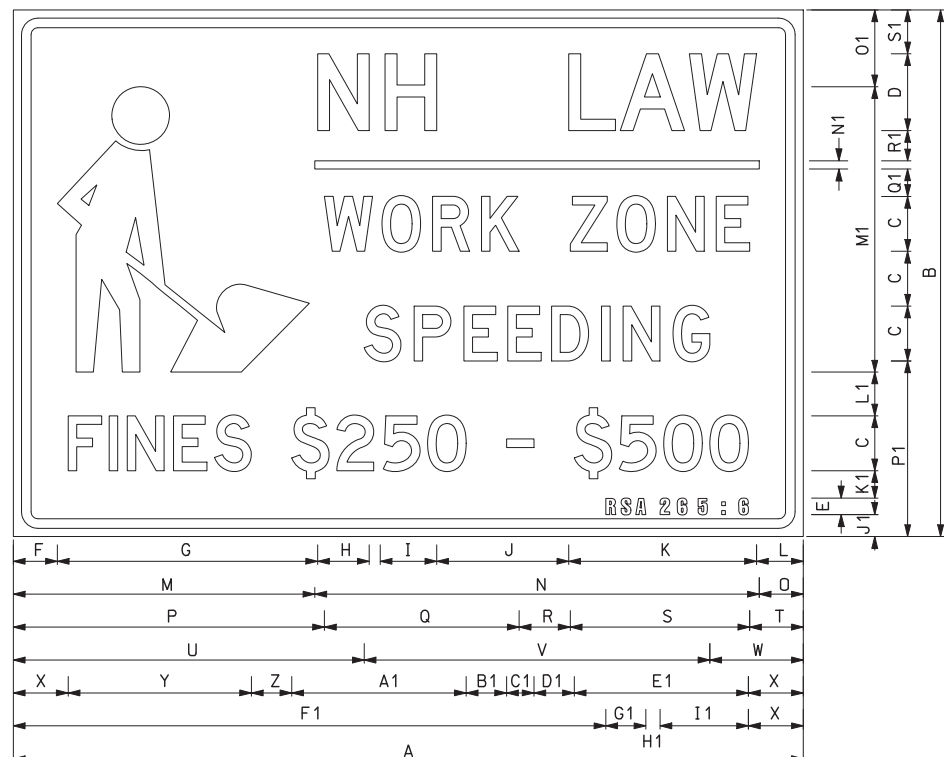 NH LAW
WORK ZONE
SPEEDING
FINES $250 - $500
RSA 265:6
S1
O1
D
N1
R1
Q1
C
M1
C
B
C
L1
C
P1
K1
E
J1
F G H I J K L
M N O
P Q R S T
U V W
X Y Z A1 B1 C1 D1 E1 X
F1 G1 H1 I1 X
A